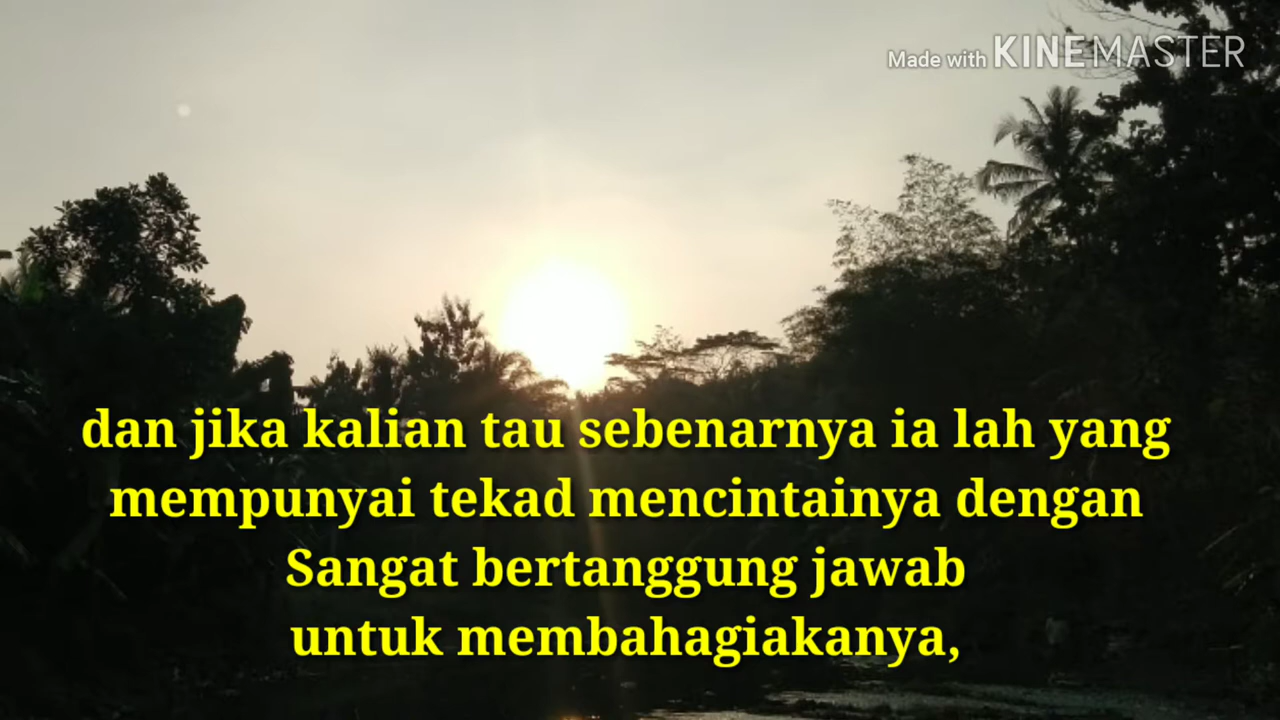 Made with KINEMASTER
dan jika kalian tau sebenarnya ia lah yang
mempunyai tekad mencintainya dengan
Sangat bertanggung jawab
untuk membahagiakanya,